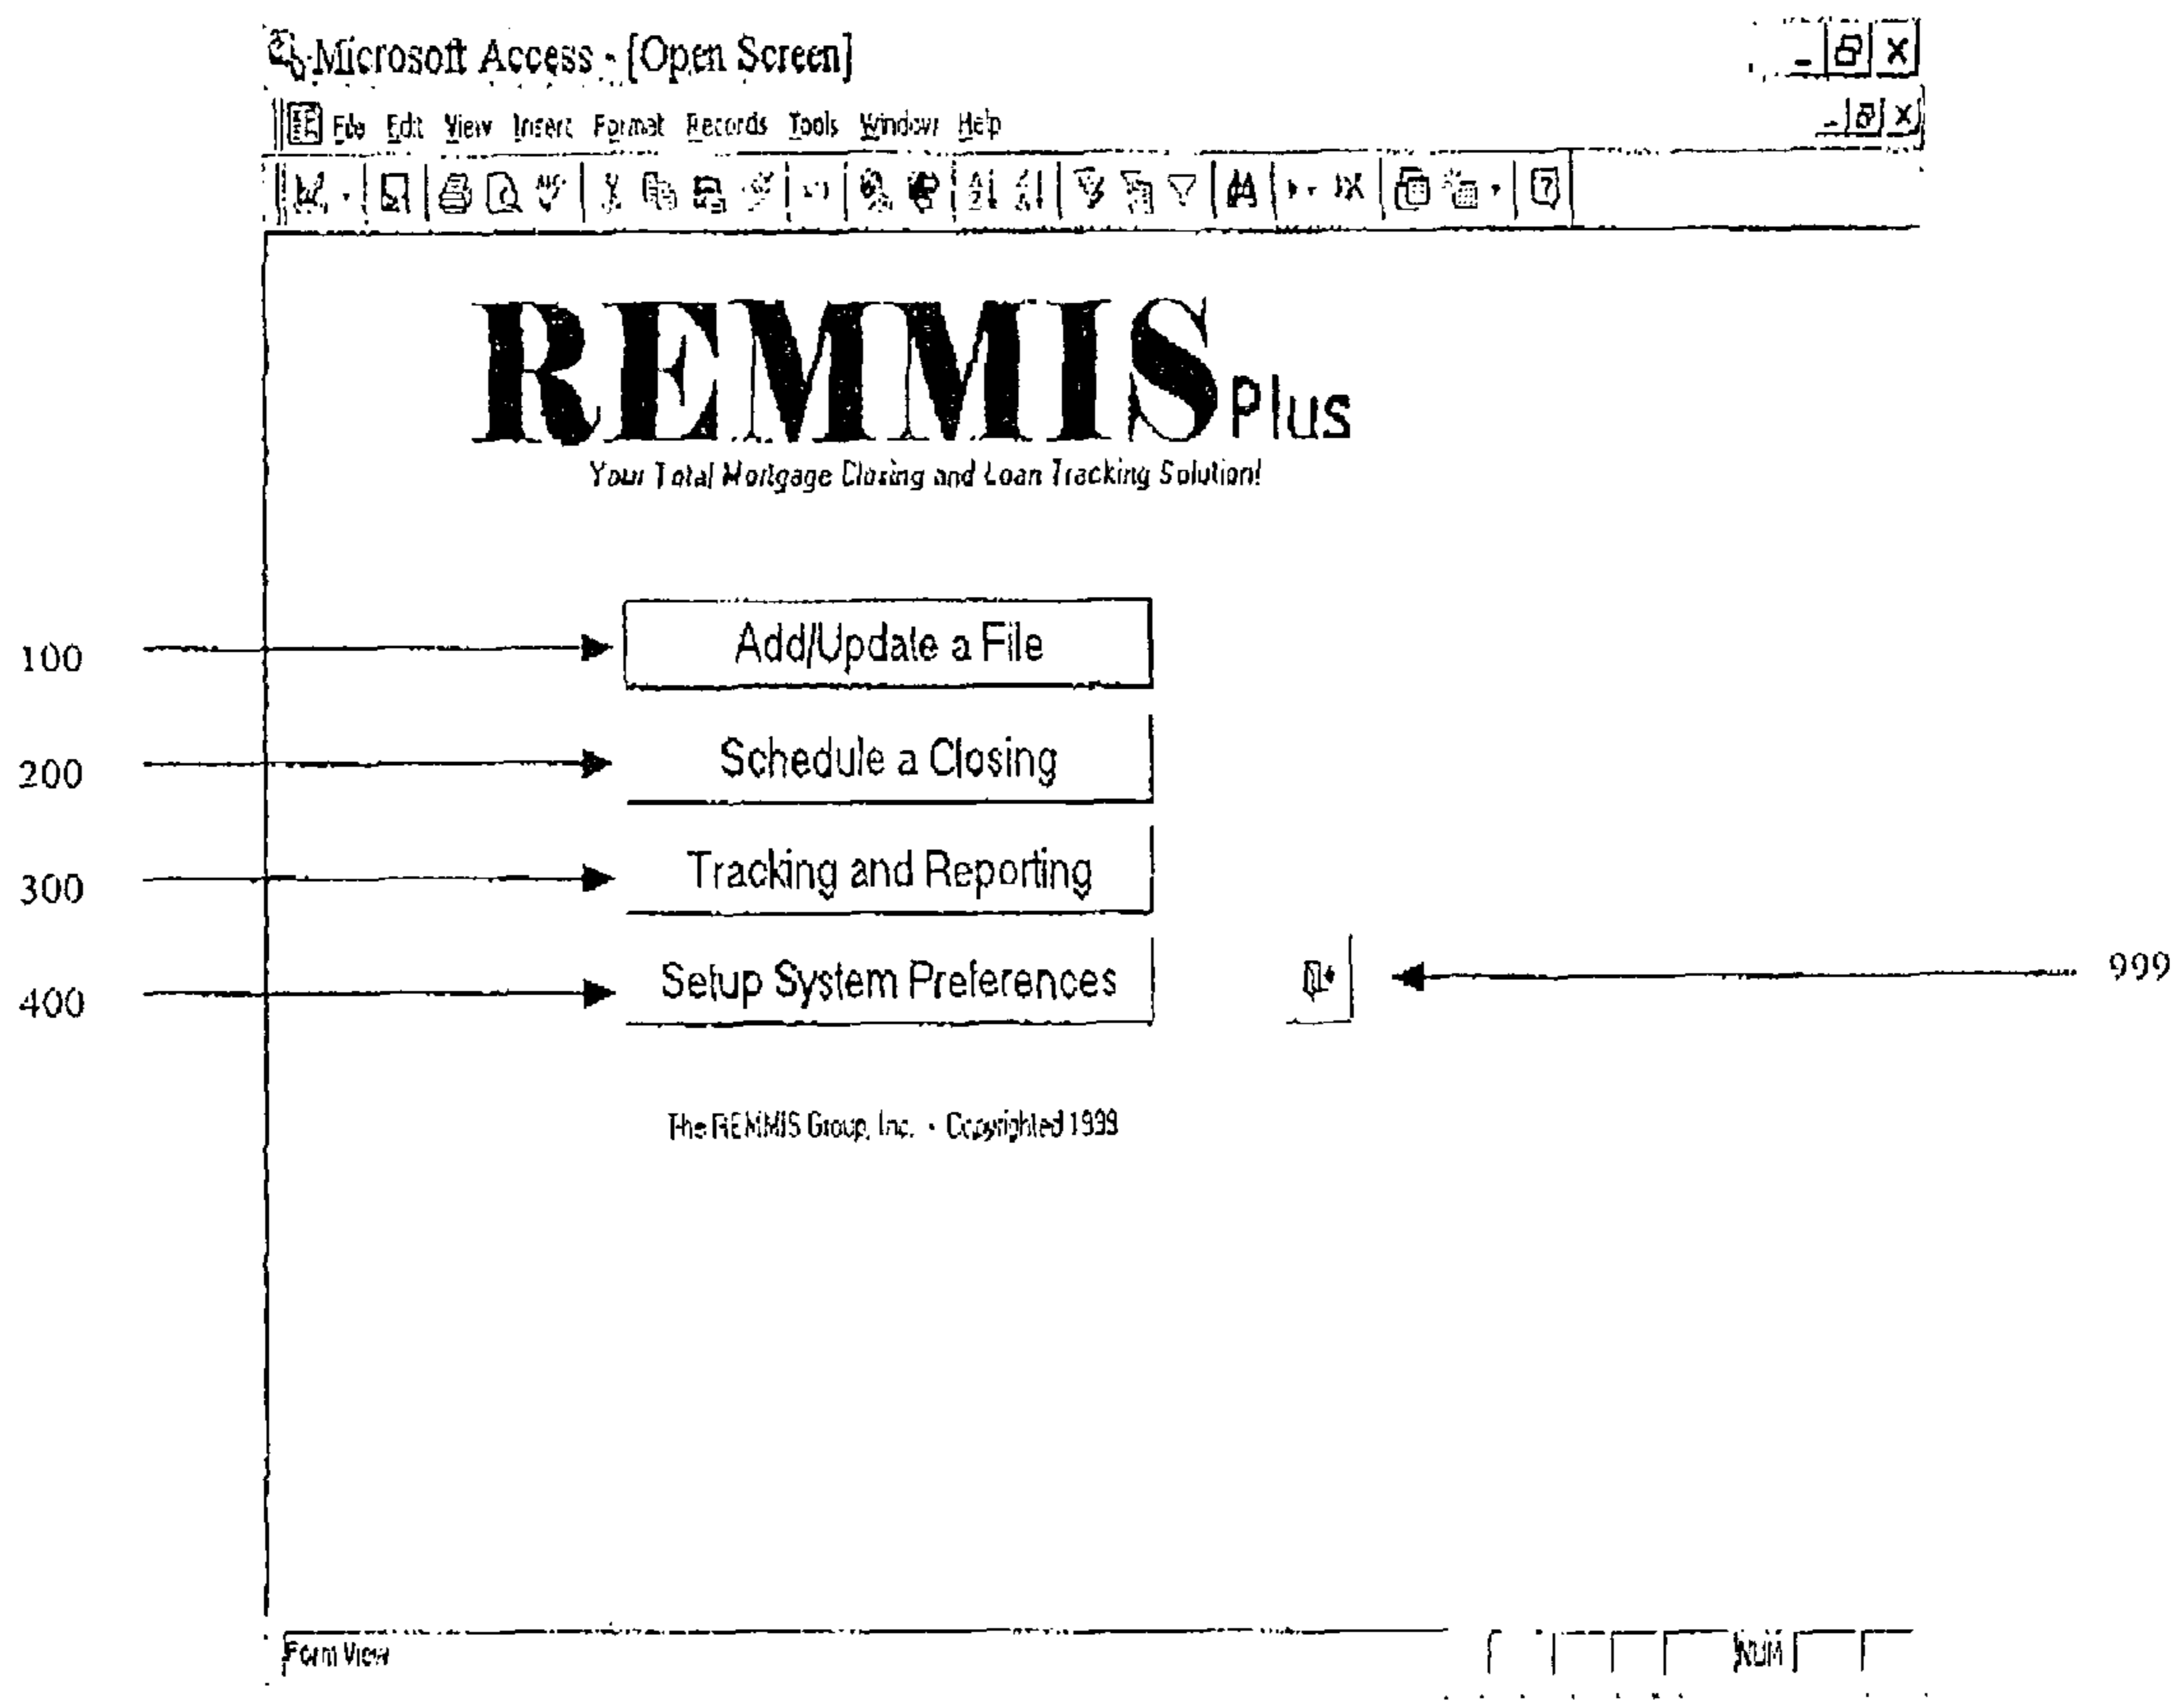 Microsoft Access - [Open Screen]
File Edit View Insert Format Records Tools Window Help
REMMIS Plus
Your Total Mortgage Closing and Loan Tracking Solution!
100 Add/Update a File
200 Schedule a Closing
300 Tracking and Reporting
400 Setup System Preferences 999
The REMMIS Group, Inc. - Copyrighted 1999
Form View NUM